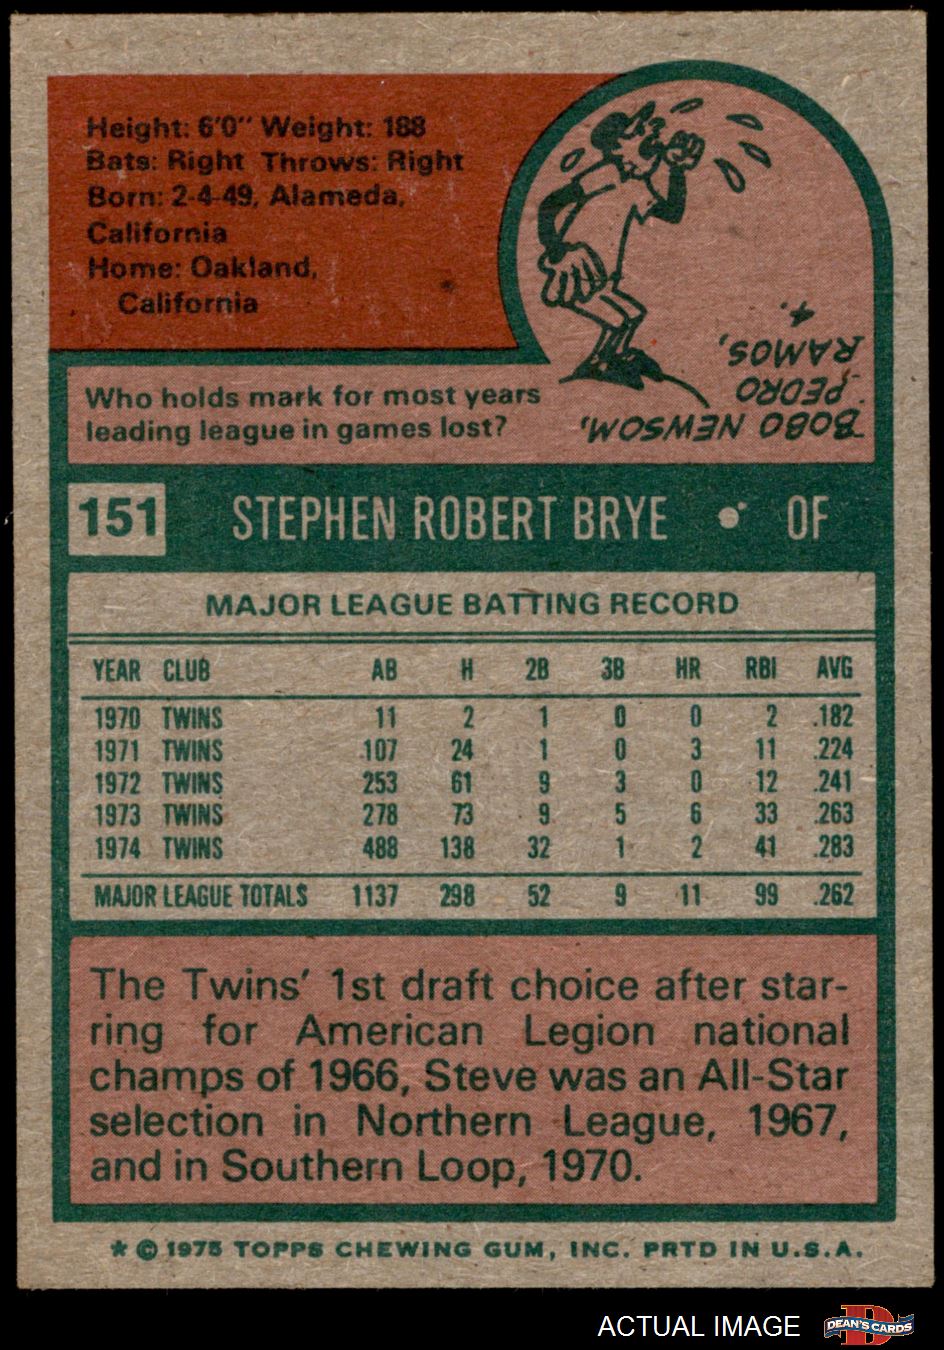 Height: 6'0" Weight: 188
Bats: Right Throws: Right
Born: 2-4-49, Alameda,
California
Home: Oakland,
California
Who holds mark for most years
leading league in games lost?
BOBO NEWSOM,
PEDRO
RAMOS,
4.
151 STEPHEN ROBERT BRYE • OF
MAJOR LEAGUE BATTING RECORD
YEAR CLUB AB H 2B 3B HR RBI AVG
1970 TWINS 11 2 1 0 0 2 .182
1971 TWINS 107 24 1 0 3 11 .224
1972 TWINS 253 61 9 3 0 12 .241
1973 TWINS 278 73 9 5 6 33 .263
1974 TWINS 488 138 32 1 2 41 .283
MAJOR LEAGUE TOTALS 1137 298 52 9 11 99 .262
The Twins' 1st draft choice after star-
ring for American Legion national
champs of 1966, Steve was an All-Star
selection in Northern League, 1967,
and in Southern Loop, 1970.
* © 1975 TOPPS CHEWING GUM, INC. PRTD IN U.S.A.
ACTUAL IMAGE DEAN'S CARDS